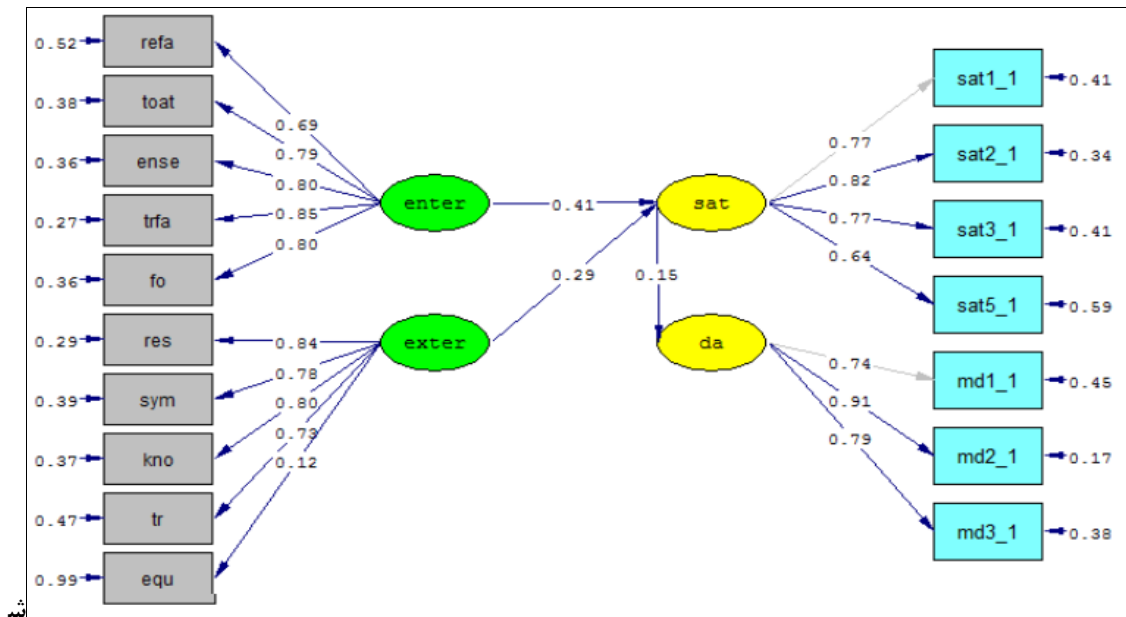 0.52 refa
0.38 toat
0.36 ense
0.27 trfa
0.36 fo
0.29 res
0.39 sym
0.37 kno
0.47 tr
0.99 equ
0.69
0.79
0.80
0.85
0.80
0.84
0.78
0.80
0.73
0.12
enter
exter
0.41
0.29
sat
0.15
da
0.77
0.82
0.77
0.64
0.74
0.91
0.79
sat1_1 0.41
sat2_1 0.34
sat3_1 0.41
sat5_1 0.59
md1_1 0.45
md2_1 0.17
md3_1 0.38